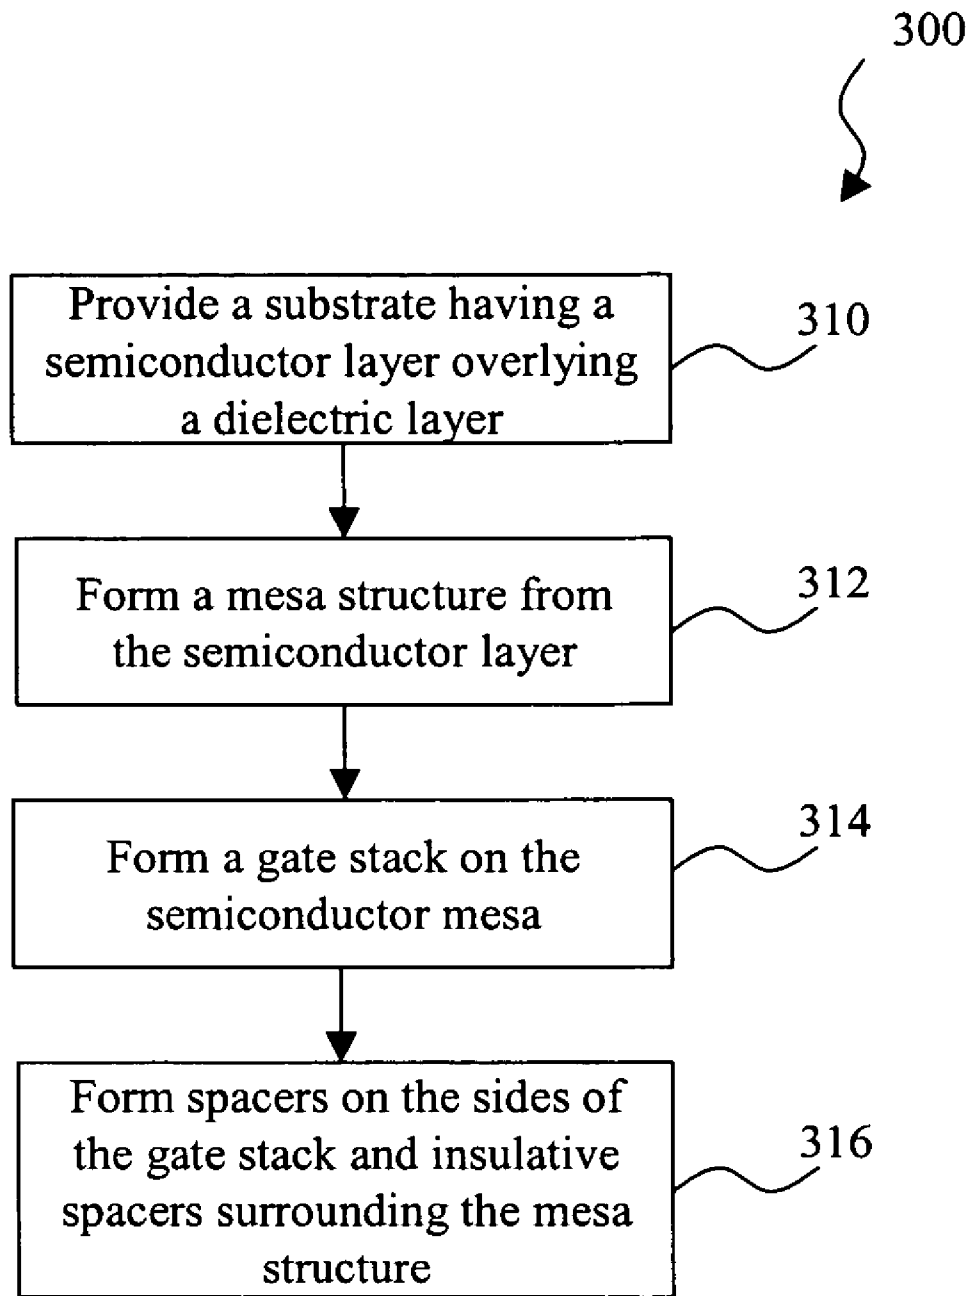 300
Provide a substrate having a
semiconductor layer overlying
a dielectric layer
310
Form a mesa structure from
the semiconductor layer
312
Form a gate stack on the
semiconductor mesa
314
Form spacers on the sides of
the gate stack and insulative
spacers surrounding the mesa
structure
316